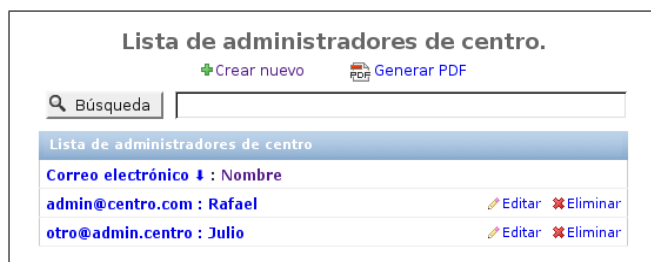 Lista de administradores de centro.
Crear nuevo PDF Generar PDF
Búsqueda
Lista de administradores de centro
Correo electrónico ⬇ : Nombre
admin@centro.com : Rafael Editar Eliminar
otro@admin.centro : Julio Editar Eliminar